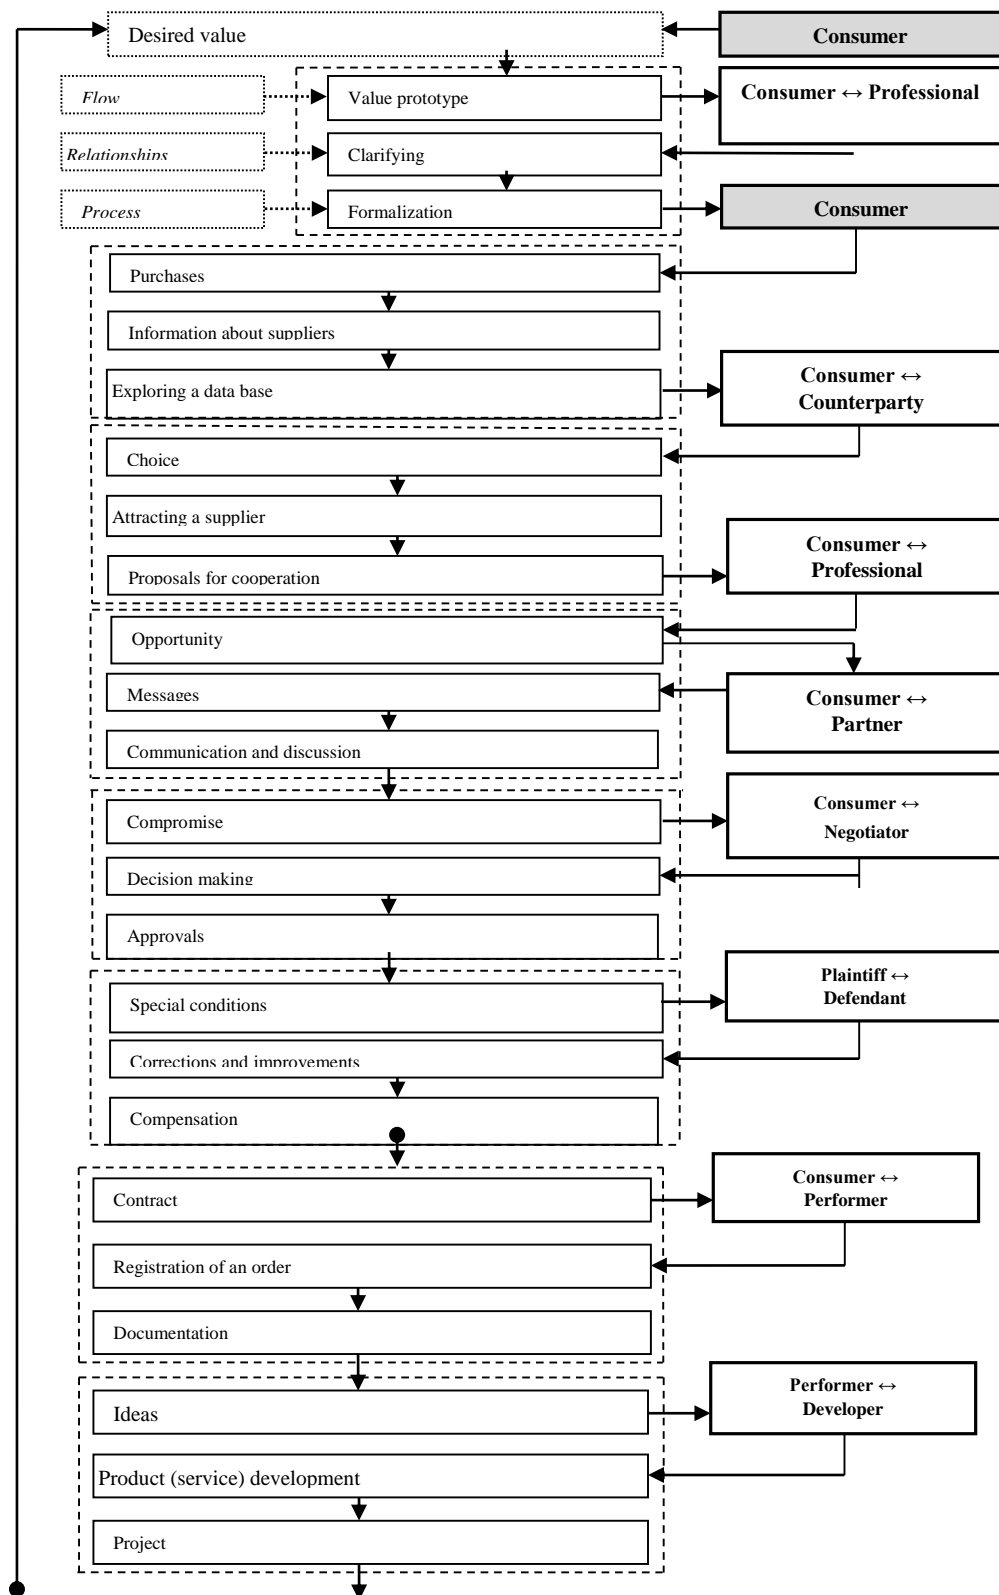 Desired value
Consumer
Flow
Value prototype
Consumer ↔ Professional
Relationships
Clarifying
Process
Formalization
Consumer
Purchases
Information about suppliers
Exploring a data base
Consumer ↔
Counterparty
Choice
Attracting a supplier
Proposals for cooperation
Consumer ↔
Professional
Opportunity
Messages
Consumer ↔
Partner
Communication and discussion
Compromise
Consumer ↔
Negotiator
Decision making
Approvals
Special conditions
Plaintiff ↔
Defendant
Corrections and improvements
Compensation
Contract
Consumer ↔
Performer
Registration of an order
Documentation
Ideas
Performer ↔
Developer
Product (service) development
Project